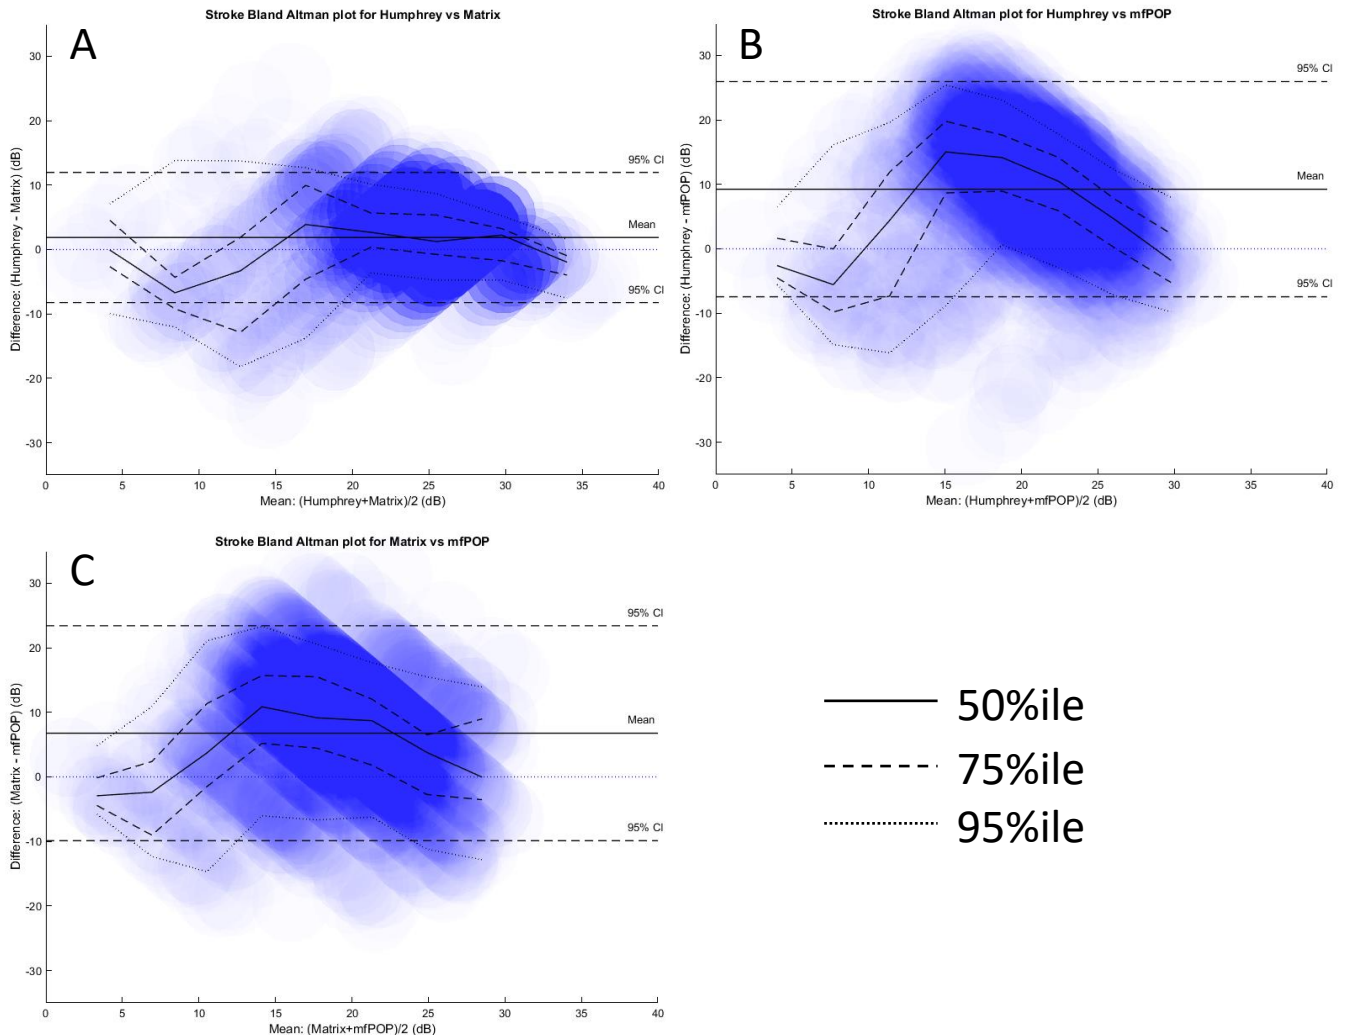 Stroke Bland Altman plot for Humphrey vs Matrix
A
30
20
10
0
-10
-20
-30
Difference: (Humphrey - Matrix) (dB)
95% CI
Mean
95% CI
0 5 10 15 20 25 30 35 40
Mean: (Humphrey+Matrix)/2 (dB)
Stroke Bland Altman plot for Humphrey vs mfPOP
B
30
20
10
0
-10
-20
-30
Difference: (Humphrey - mfPOP) (dB)
95% CI
Mean
95% CI
0 5 10 15 20 25 30 35 40
Mean: (Humphrey+mfPOP)/2 (dB)
Stroke Bland Altman plot for Matrix vs mfPOP
C
30
20
10
0
-10
-20
-30
Difference: (Matrix - mfPOP) (dB)
95% CI
Mean
95% CI
0 5 10 15 20 25 30 35 40
Mean: (Matrix+mfPOP)/2 (dB)
50%ile
75%ile
95%ile